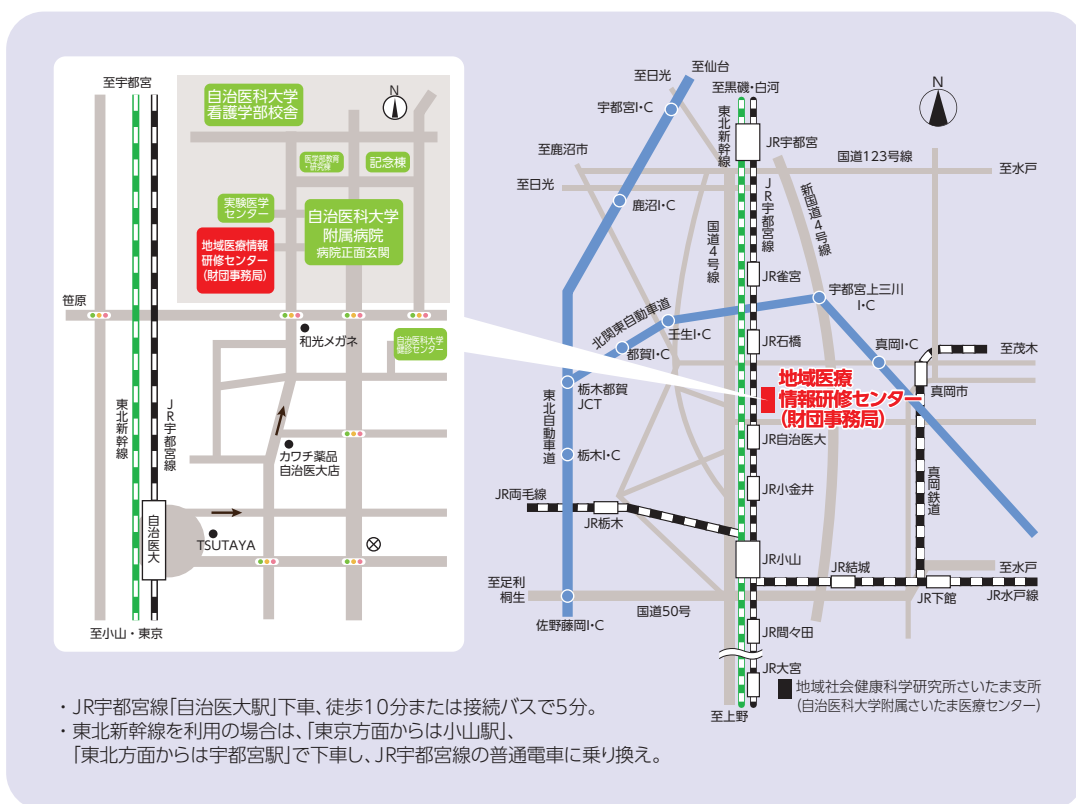 至宇都宮
自治医科大学
看護学部校舎
N
医学部教育
・研究棟
記念棟
実験医学
センター
自治医科大学
附属病院
病院正面玄関
地域医療情報
研修センター
(財団事務局)
笹原
和光メガネ
自治医科大学
健診センター
東北新幹線
JR宇都宮線
カワチ薬品
自治医大店
自治医大
TSUTAYA
至小山・東京
至仙台
至日光
宇都宮I・C
至黒磯・白河
N
東北新幹線
JR宇都宮
国道123号線
至鹿沼市
至水戸
至日光
JR宇都宮線
新国道4号線
鹿沼I・C
国道4号線
JR雀宮
宇都宮上三川
I・C
北関東自動車道
壬生I・C
都賀I・C
JR石橋
真岡I・C
至茂木
栃木都賀
JCT
地域医療
情報研修センター
(財団事務局)
真岡市
東北自動車道
JR自治医大
栃木I・C
真岡鉄道
JR両毛線
JR小金井
JR栃木
JR小山
JR結城
至水戸
至足利
桐生
国道50号
JR下館
JR水戸線
佐野藤岡I・C
JR間々田
JR大宮
地域社会健康科学研究所さいたま支所
(自治医科大学附属さいたま医療センター)
至上野
・JR宇都宮線「自治医大駅」下車、徒歩10分または接続バスで5分。
・東北新幹線を利用の場合は、「東京方面からは小山駅」、
「東北方面からは宇都宮駅」で下車し、JR宇都宮線の普通電車に乗り換え。